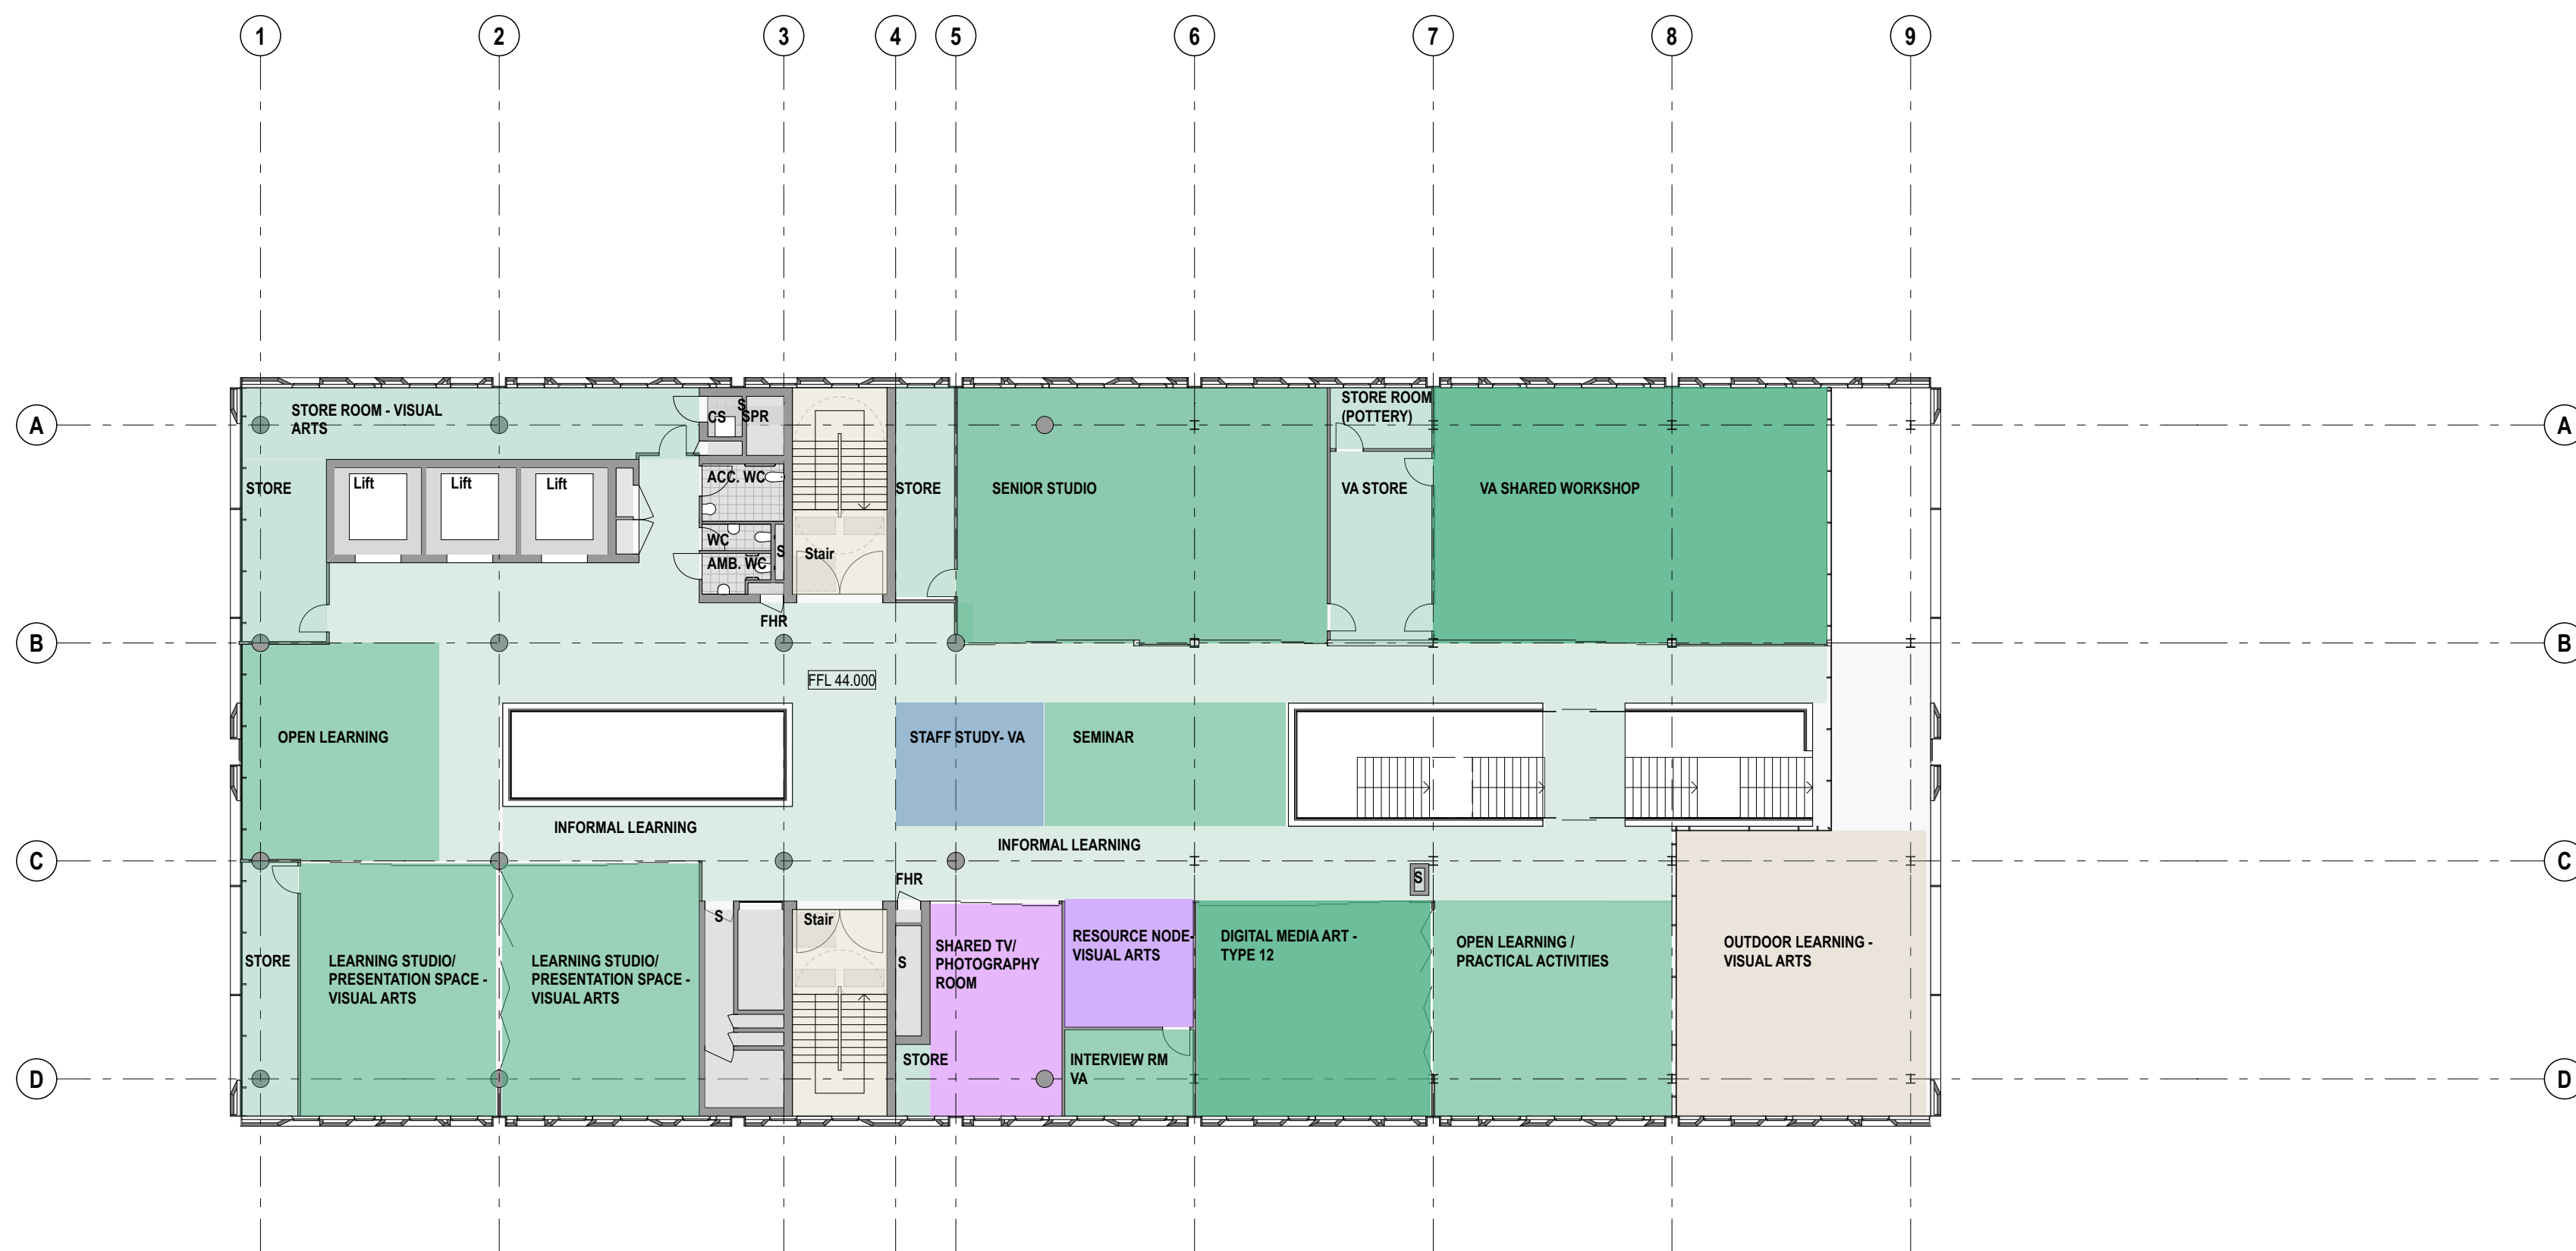 1 2 3 4 5 6 7 8 9
A A
STORE ROOM - VISUAL
ARTS
CS
S
SPR
STORE ROOM
(POTTERY)
STORE
Lift
Lift
Lift
ACC. WC
STORE
SENIOR STUDIO
VA STORE
VA SHARED WORKSHOP
WC
S
AMB. WC
Stair
FHR
B B
FFL 44.000
OPEN LEARNING
STAFF STUDY- VA
SEMINAR
INFORMAL LEARNING
INFORMAL LEARNING
C C
FHR
S
S
Stair
STORE
LEARNING STUDIO/
PRESENTATION SPACE -
VISUAL ARTS
LEARNING STUDIO/
PRESENTATION SPACE -
VISUAL ARTS
S
SHARED TV/
PHOTOGRAPHY
ROOM
RESOURCE NODE-
VISUAL ARTS
DIGITAL MEDIA ART -
TYPE 12
OPEN LEARNING /
PRACTICAL ACTIVITIES
OUTDOOR LEARNING -
VISUAL ARTS
STORE
INTERVIEW RM
VA
D D